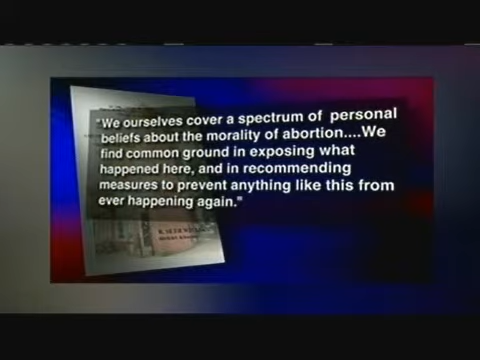 "We ourselves cover a spectrum of personal
beliefs about the morality of abortion....We
find common ground in exposing what
happened here, and in recommending
measures to prevent anything like this from
ever happening again."